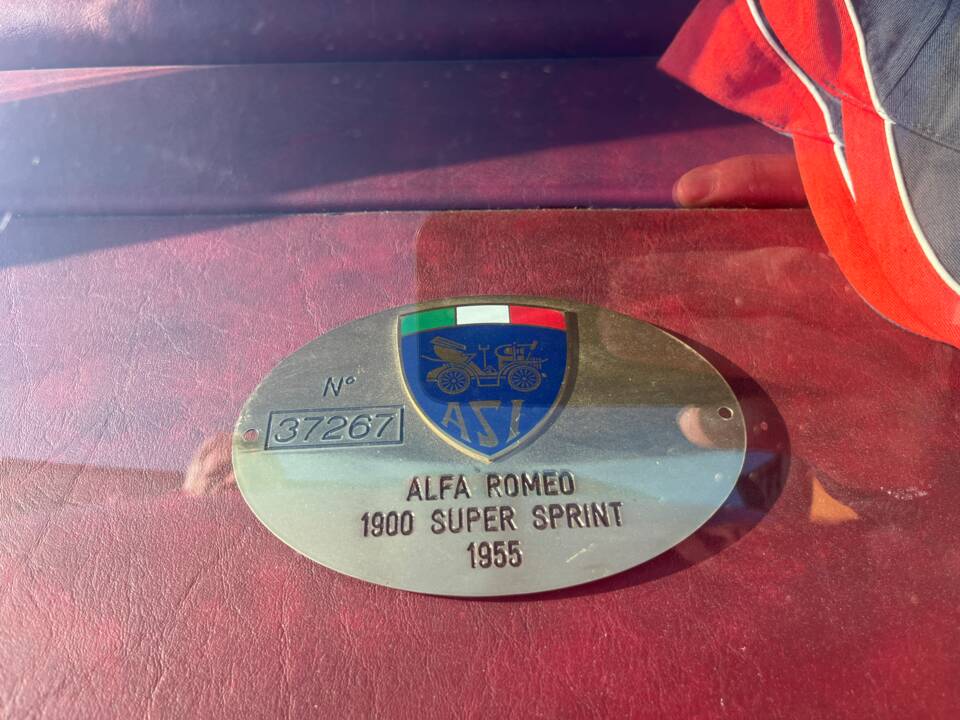 ASI
N°
37267
ALFA ROMEO
1900 SUPER SPRINT
1955